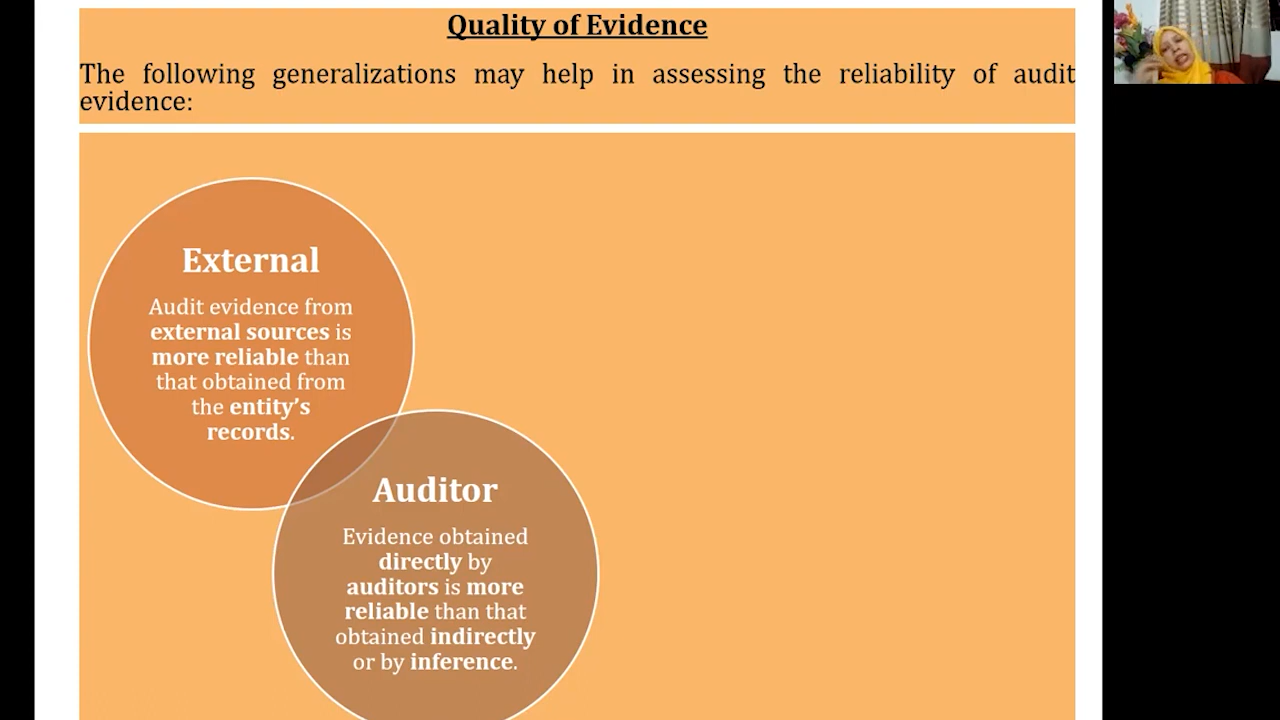 Quality of Evidence
The following generalizations may help in assessing the reliability of audit
evidence:
External
Audit evidence from
external sources is
more reliable than
that obtained from
the entity’s
records.
Auditor
Evidence obtained
directly by
auditors is more
reliable than that
obtained indirectly
or by inference.